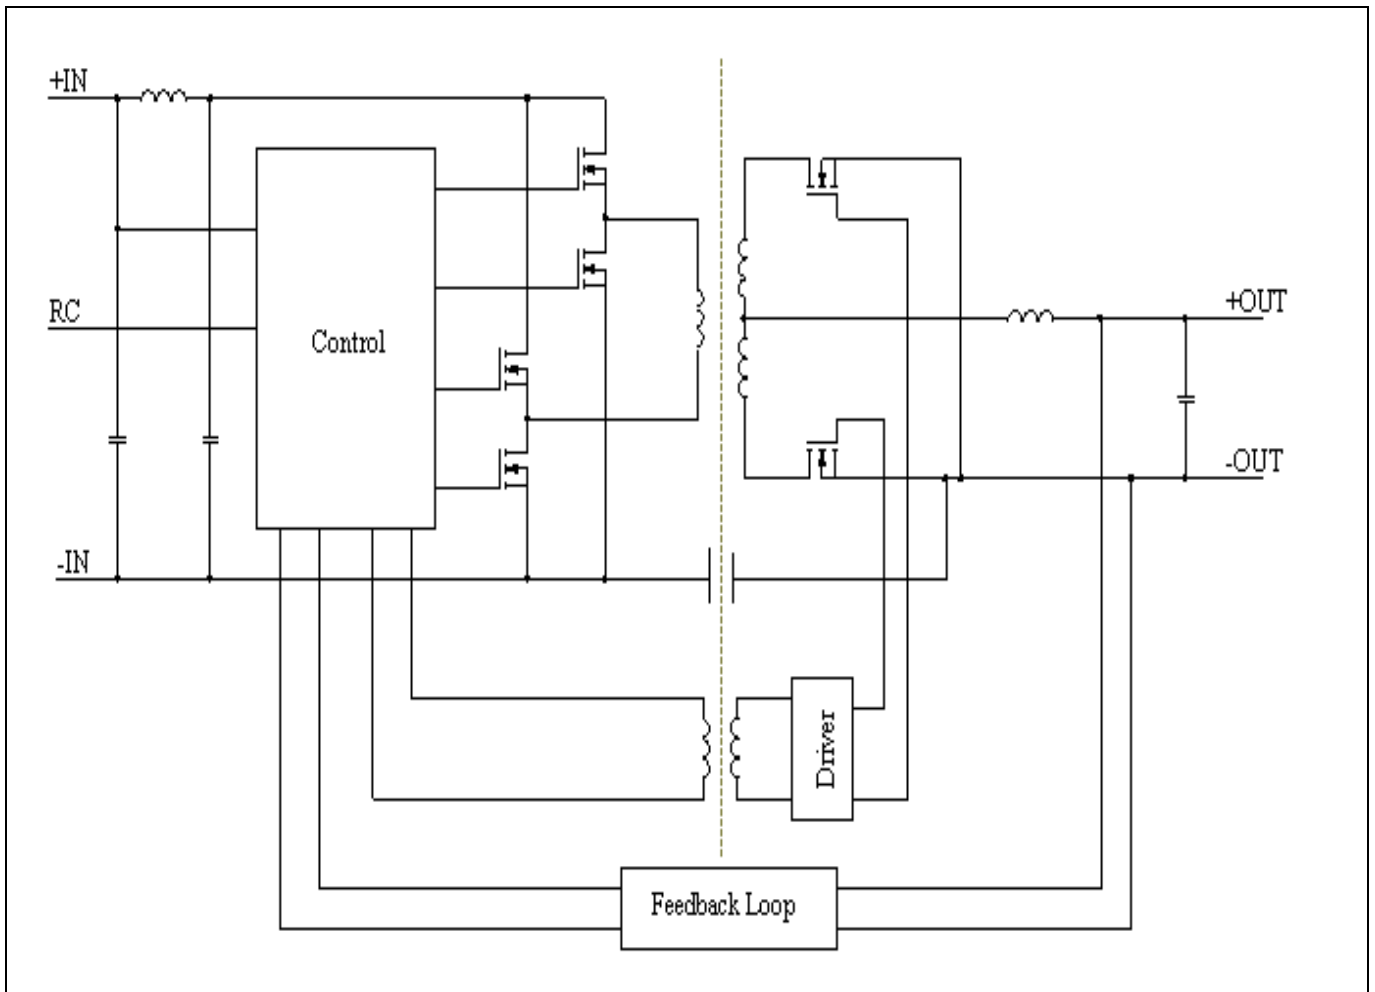 +IN
RC
Control
+OUT
-OUT
-IN
Driver
Feedback Loop